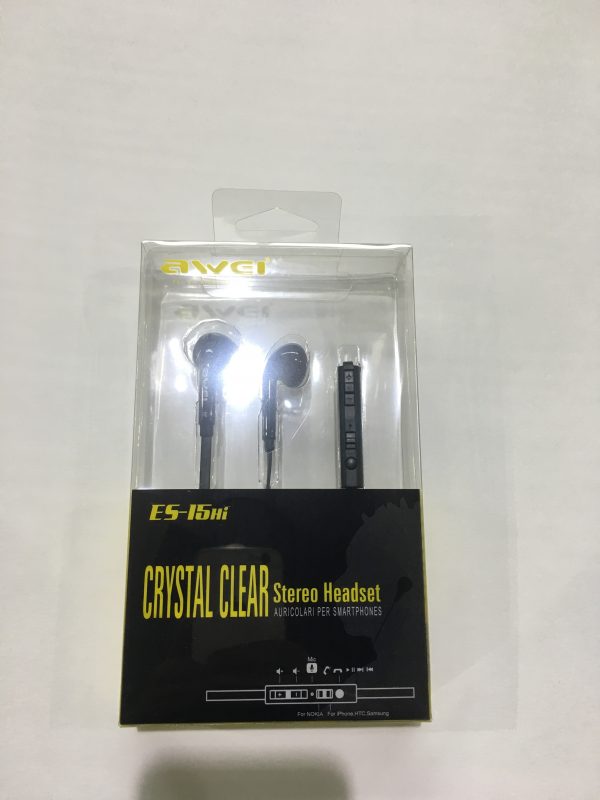 awei
ES-15Hi
CRYSTAL CLEAR Stereo Headset
AURICOLARI PER SMARTPHONES
Mic
For NOKIA For iPhone,HTC,Samsung